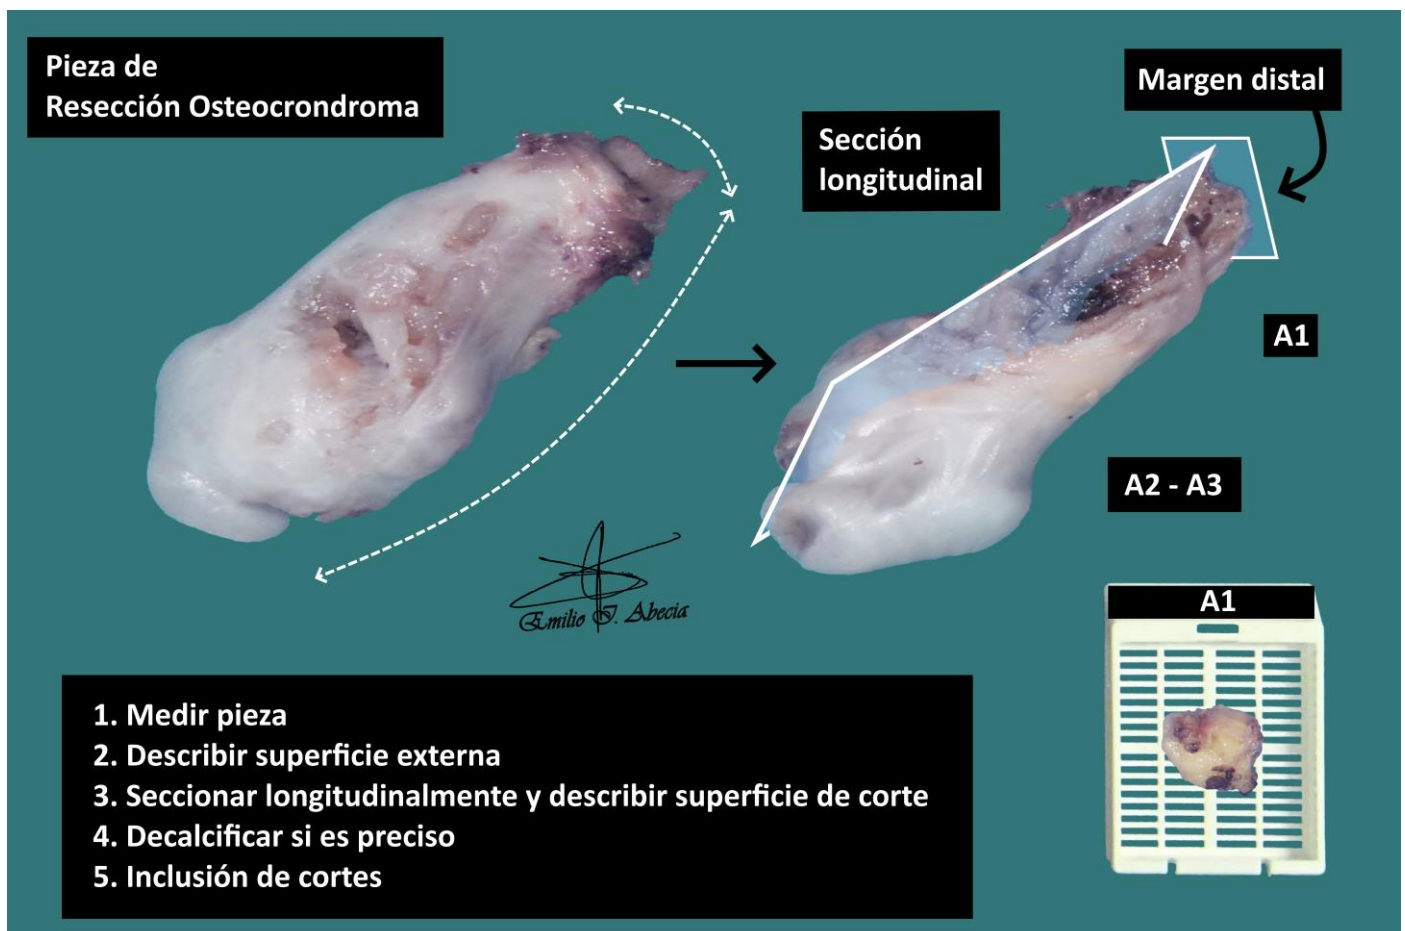 Pieza de
Resección Osteocrondroma
Margen distal
Sección
longitudinal
A1
A2 - A3
Emilio J. Abecia
A1
1. Medir pieza
2. Describir superficie externa
3. Seccionar longitudinalmente y describir superficie de corte
4. Decalcificar si es preciso
5. Inclusión de cortes